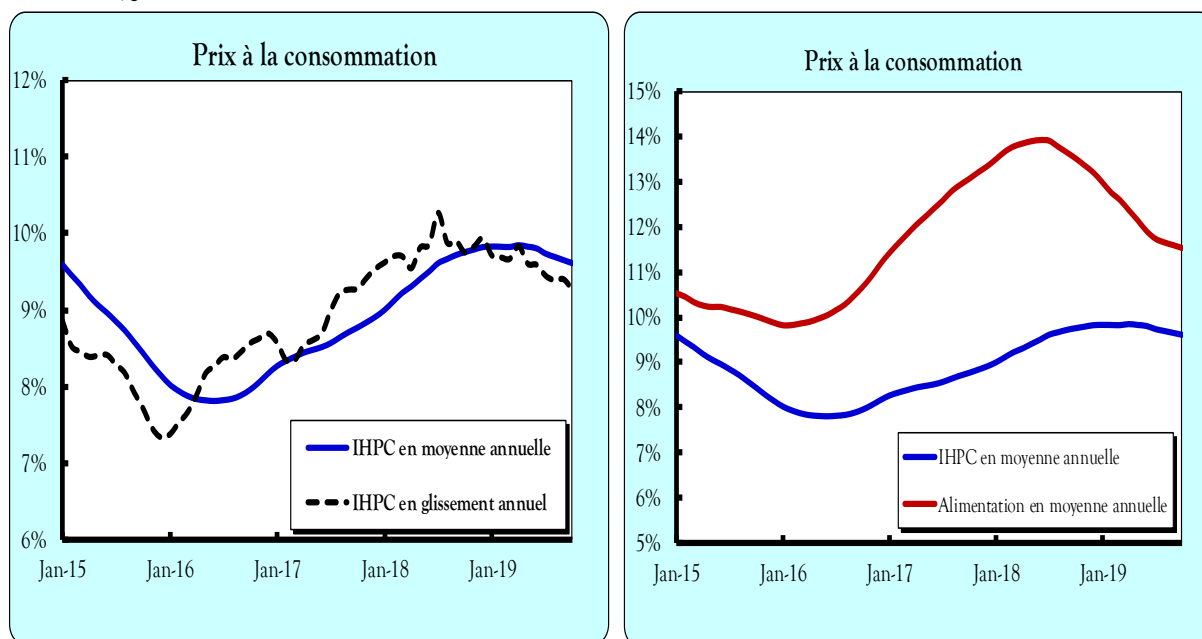 Prix à la consommation
12%
11%
10%
9%
8%
7%
6%
Jan-15 Jan-16 Jan-17 Jan-18 Jan-19
IHPC en moyenne annuelle
IHPC en glissement annuel
Prix à la consommation
15%
14%
13%
12%
11%
10%
9%
8%
7%
6%
5%
Jan-15 Jan-16 Jan-17 Jan-18 Jan-19
IHPC en moyenne annuelle
Alimentation en moyenne annuelle